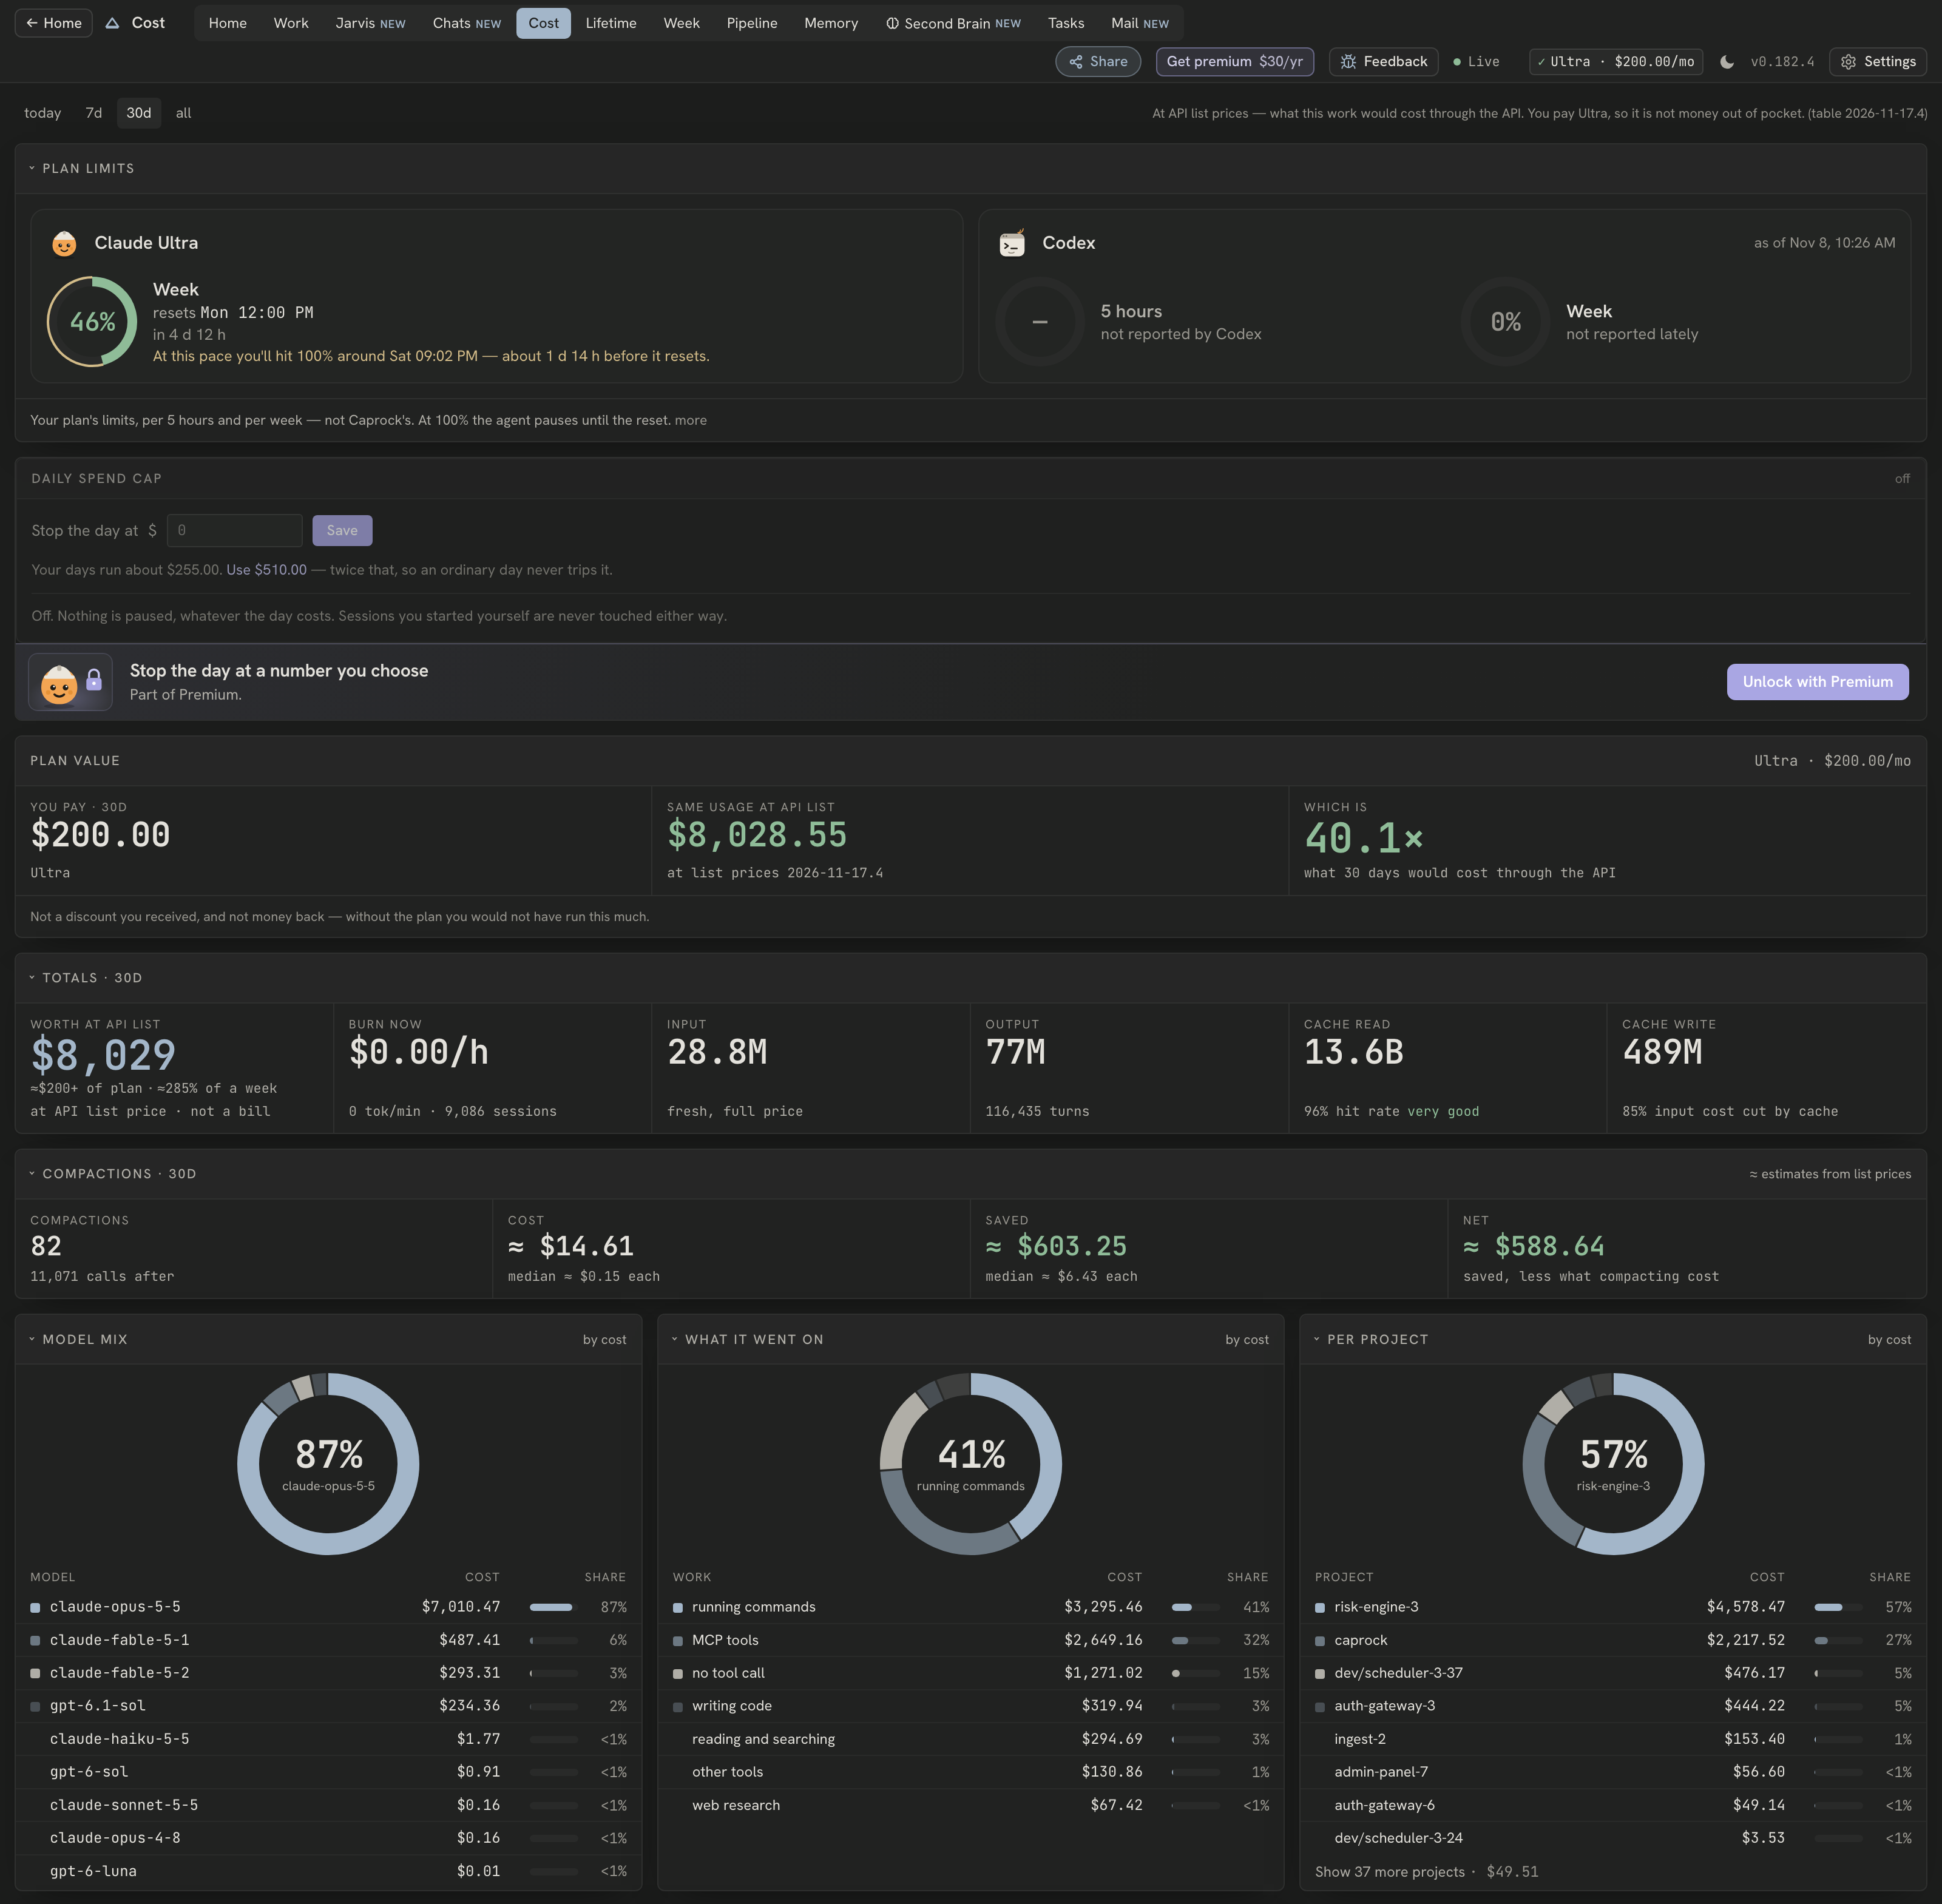 ← Home
Cost
Home
Work
Jarvis NEW
Chats NEW
Cost
Lifetime
Week
Pipeline
Memory
Second Brain NEW
Tasks
Mail NEW
Share
Get premium $30/yr
Feedback
Live
✓ Ultra · $200.00/mo
v0.182.4
Settings
today
7d
30d
all
At API list prices — what this work would cost through the API. You pay Ultra, so it is not money out of pocket. (table 2026-11-17.4)
PLAN LIMITS
Claude Ultra
46%
Week
resets Mon 12:00 PM
in 4 d 12 h
At this pace you'll hit 100% around Sat 09:02 PM — about 1 d 14 h before it resets.
Codex
as of Nov 8, 10:26 AM
—
5 hours
not reported by Codex
0%
Week
not reported lately
Your plan's limits, per 5 hours and per week — not Caprock's. At 100% the agent pauses until the reset. more
DAILY SPEND CAP
off
Stop the day at $ 0
Save
Your days run about $255.00. Use $510.00 — twice that, so an ordinary day never trips it.
Off. Nothing is paused, whatever the day costs. Sessions you started yourself are never touched either way.
Stop the day at a number you choose
Part of Premium.
Unlock with Premium
PLAN VALUE
Ultra · $200.00/mo
YOU PAY · 30D
$200.00
Ultra
SAME USAGE AT API LIST
$8,028.55
at list prices 2026-11-17.4
WHICH IS
40.1×
what 30 days would cost through the API
Not a discount you received, and not money back — without the plan you would not have run this much.
TOTALS · 30D
WORTH AT API LIST
$8,029
≈$200+ of plan · ≈285% of a week
at API list price · not a bill
BURN NOW
$0.00/h
0 tok/min · 9,086 sessions
INPUT
28.8M
fresh, full price
OUTPUT
77M
116,435 turns
CACHE READ
13.6B
96% hit rate very good
CACHE WRITE
489M
85% input cost cut by cache
COMPACTIONS · 30D
≈ estimates from list prices
COMPACTIONS
82
11,071 calls after
COST
≈ $14.61
median ≈ $0.15 each
SAVED
≈ $603.25
median ≈ $6.43 each
NET
≈ $588.64
saved, less what compacting cost
MODEL MIX
by cost
87%
claude-opus-5-5
MODEL COST SHARE
claude-opus-5-5 $7,010.47 87%
claude-fable-5-1 $487.41 6%
claude-fable-5-2 $293.31 3%
gpt-6.1-sol $234.36 2%
claude-haiku-5-5 $1.77 <1%
gpt-6-sol $0.91 <1%
claude-sonnet-5-5 $0.16 <1%
claude-opus-4-8 $0.16 <1%
gpt-6-luna $0.01 <1%
WHAT IT WENT ON
by cost
41%
running commands
WORK COST SHARE
running commands $3,295.46 41%
MCP tools $2,649.16 32%
no tool call $1,271.02 15%
writing code $319.94 3%
reading and searching $294.69 3%
other tools $130.86 1%
web research $67.42 <1%
PER PROJECT
by cost
57%
risk-engine-3
PROJECT COST SHARE
risk-engine-3 $4,578.47 57%
caprock $2,217.52 27%
dev/scheduler-3-37 $476.17 5%
auth-gateway-3 $444.22 5%
ingest-2 $153.40 1%
admin-panel-7 $56.60 <1%
auth-gateway-6 $49.14 <1%
dev/scheduler-3-24 $3.53 <1%
Show 37 more projects · $49.51